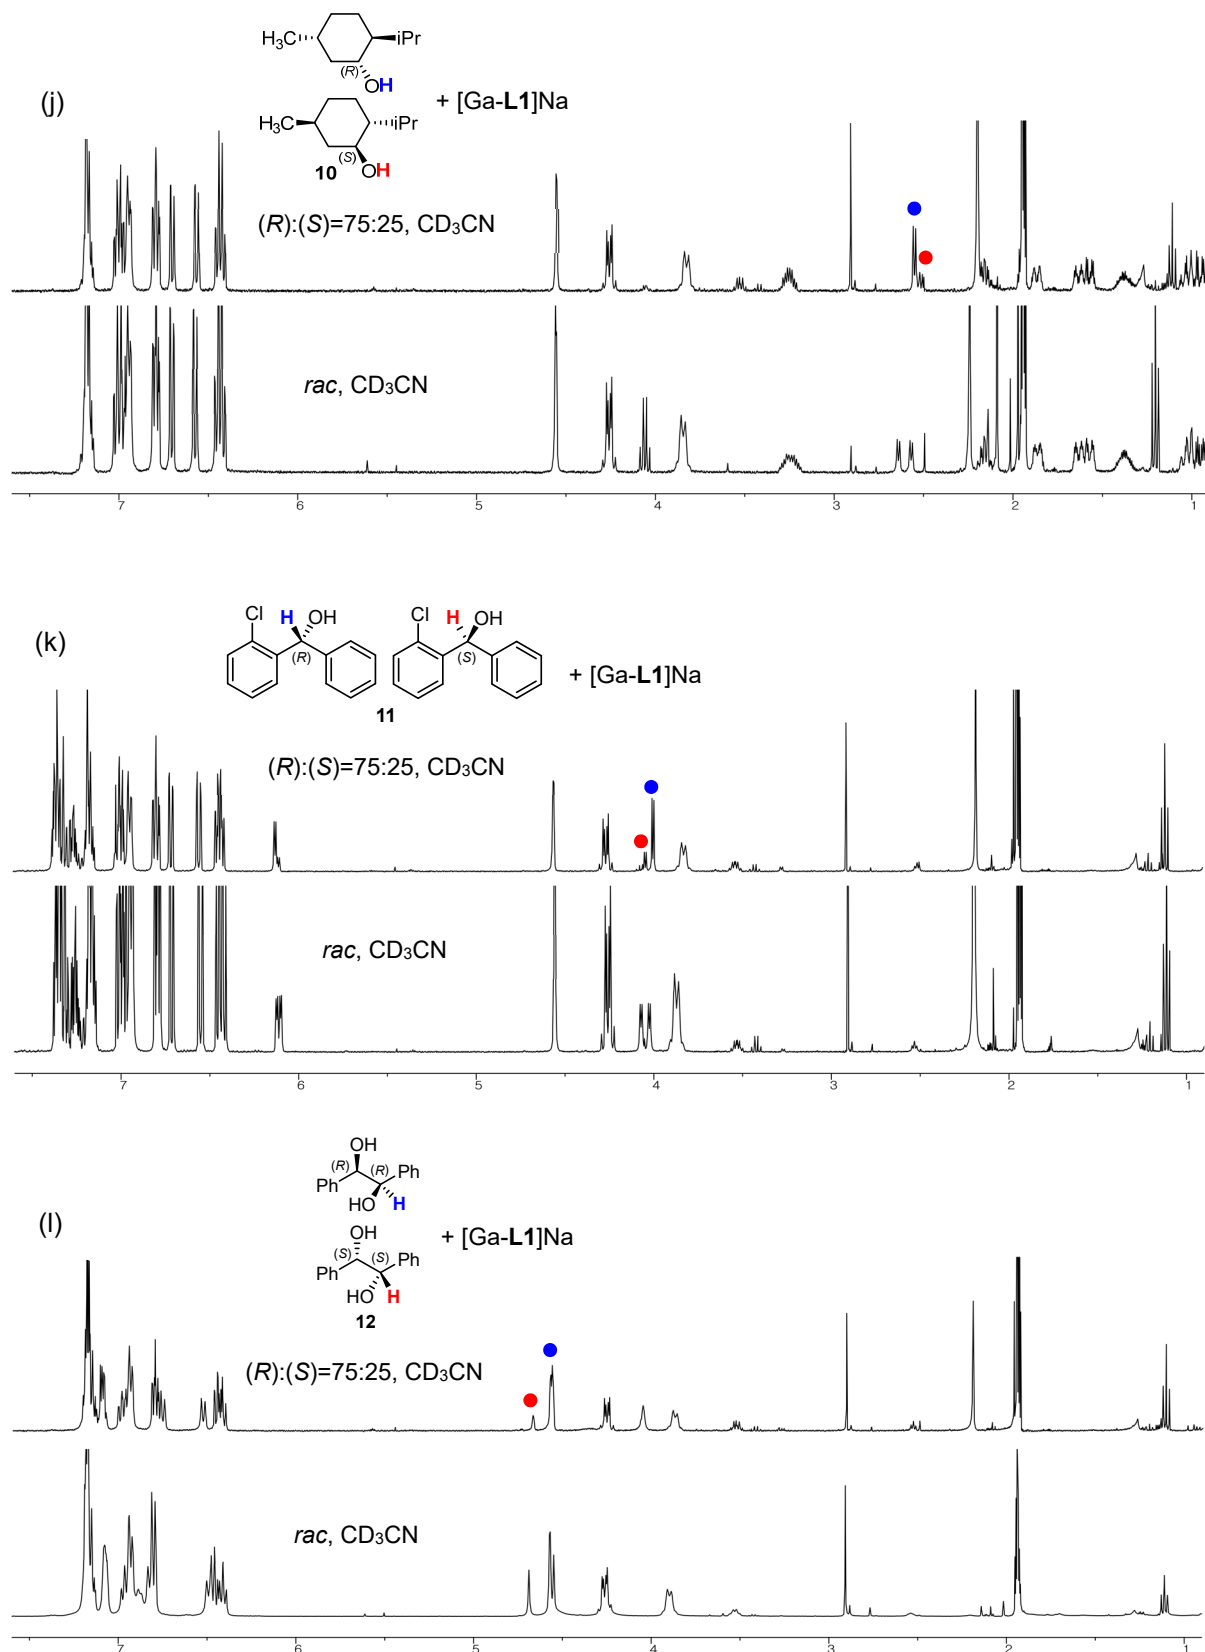 (j)
H₃C
iPr
(R)
OH
+ [Ga-L1]Na
H₃C
iPr
(S)
10
OH
(R):(S)=75:25, CD₃CN
rac, CD₃CN
7 6 5 4 3 2 1
(k)
Cl H OH
(R)
Cl H OH
(S)
+ [Ga-L1]Na
11
(R):(S)=75:25, CD₃CN
rac, CD₃CN
7 6 5 4 3 2 1
(l)
OH
(R) (R)
Ph Ph
HO H
+ [Ga-L1]Na
OH
(S) (S)
Ph Ph
HO H
12
(R):(S)=75:25, CD₃CN
rac, CD₃CN
7 6 5 4 3 2 1